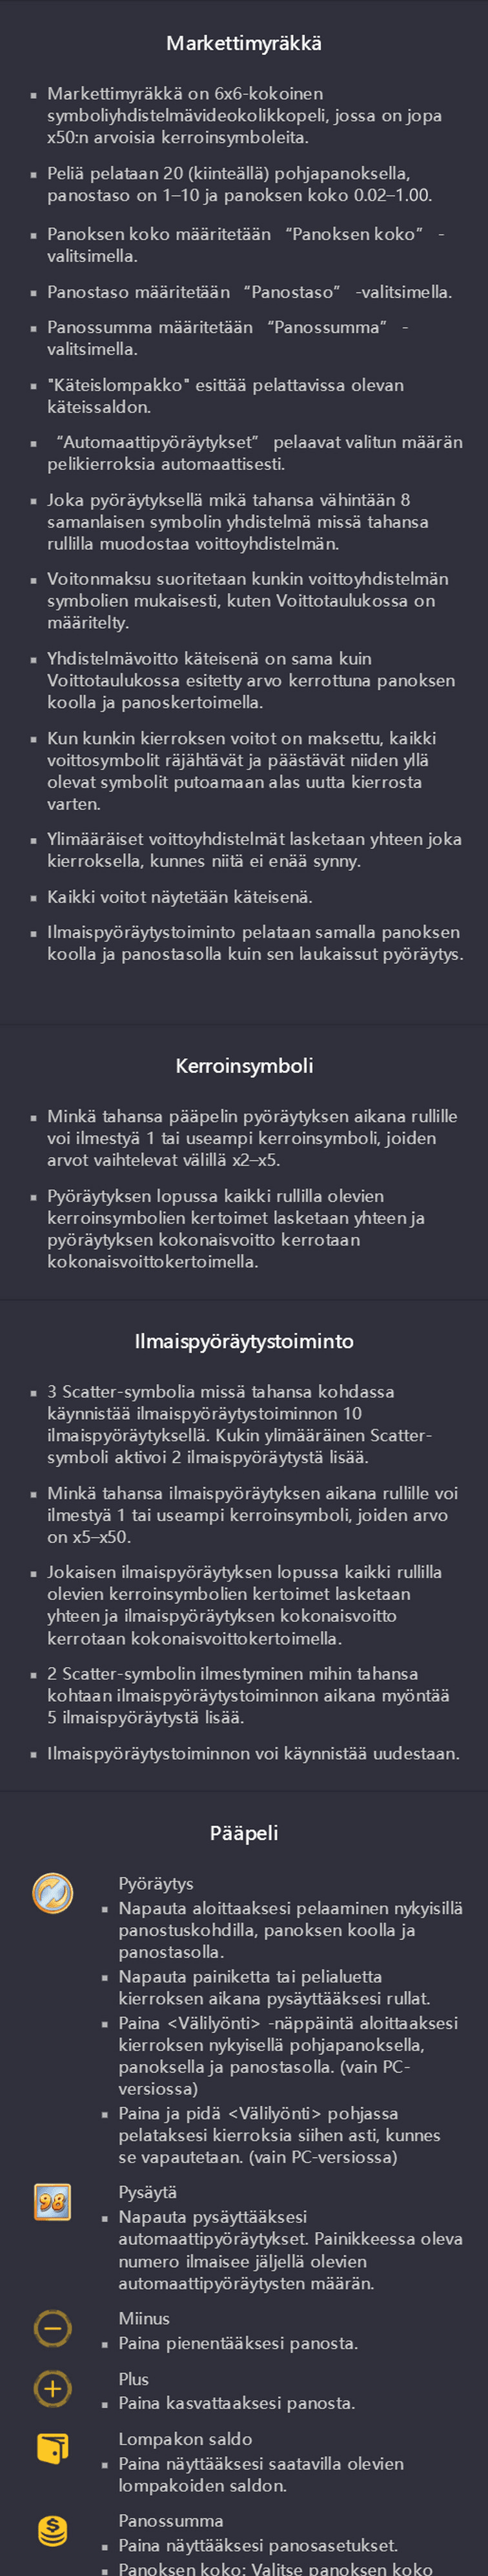 Markettimyräkkä
▪ Markettimyräkkä on 6x6-kokoinen
symboliyhdistelmävideokolikkopeli, jossa on jopa
x50:n arvoisia kerroinsymboleita.
▪ Peliä pelataan 20 (kiinteällä) pohjapanoksella,
panostaso on 1–10 ja panoksen koko 0.02–1.00.
▪ Panoksen koko määritetään “Panoksen koko” -
valitsimella.
▪ Panostaso määritetään “Panostaso” -valitsimella.
▪ Panossumma määritetään “Panossumma” -
valitsimella.
▪ "Käteislompakko" esittää pelattavissa olevan
käteissaldon.
▪ “Automaattipyöräytykset” pelaavat valitun määrän
pelikierroksia automaattisesti.
▪ Joka pyöräytyksellä mikä tahansa vähintään 8
samanlaisen symbolin yhdistelmä missä tahansa
rullilla muodostaa voittoyhdistelmän.
▪ Voitonmaksu suoritetaan kunkin voittoyhdistelmän
symbolien mukaisesti, kuten Voittotaulukossa on
määritelty.
▪ Yhdistelmävoitto käteisenä on sama kuin
Voittotaulukossa esitetty arvo kerrottuna panoksen
koolla ja panoskertoimella.
▪ Kun kunkin kierroksen voitot on maksettu, kaikki
voittosymbolit räjähtävät ja päästävät niiden yllä
olevat symbolit putoamaan alas uutta kierrosta
varten.
▪ Ylimääräiset voittoyhdistelmät lasketaan yhteen joka
kierroksella, kunnes niitä ei enää synny.
▪ Kaikki voitot näytetään käteisenä.
▪ Ilmaispyöräytystoiminto pelataan samalla panoksen
koolla ja panostasolla kuin sen laukaissut pyöräytys.
Kerroinsymboli
▪ Minkä tahansa pääpelin pyöräytyksen aikana rullille
voi ilmestyä 1 tai useampi kerroinsymboli, joiden
arvot vaihtelevat välillä x2–x5.
▪ Pyöräytyksen lopussa kaikki rullilla olevien
kerroinsymbolien kertoimet lasketaan yhteen ja
pyöräytyksen kokonaisvoitto kerrotaan
kokonaisvoittokertoimella.
Ilmaispyöräytystoiminto
▪ 3 Scatter-symbolia missä tahansa kohdassa
käynnistää ilmaispyöräytystoiminnon 10
ilmaispyöräytyksellä. Kukin ylimääräinen Scatter-
symboli aktivoi 2 ilmaispyöräytystä lisää.
▪ Minkä tahansa ilmaispyöräytyksen aikana rullille voi
ilmestyä 1 tai useampi kerroinsymboli, joiden arvo
on x5–x50.
▪ Jokaisen ilmaispyöräytyksen lopussa kaikki rullilla
olevien kerroinsymbolien kertoimet lasketaan
yhteen ja ilmaispyöräytyksen kokonaisvoitto
kerrotaan kokonaisvoittokertoimella.
▪ 2 Scatter-symbolin ilmestyminen mihin tahansa
kohtaan ilmaispyöräytystoiminnon aikana myöntää
5 ilmaispyöräytystä lisää.
▪ Ilmaispyöräytystoiminnon voi käynnistää uudestaan.
Pääpeli
Pyöräytys
▪ Napauta aloittaaksesi pelaaminen nykyisillä
panostuskohdilla, panoksen koolla ja
panostasolla.
▪ Napauta painiketta tai pelialuetta
kierroksen aikana pysäyttääksesi rullat.
▪ Paina <Välilyönti> -näppäintä aloittaaksesi
kierroksen nykyisellä pohjapanoksella,
panoksella ja panostasolla. (vain PC-
versiossa)
▪ Paina ja pidä <Välilyönti> pohjassa
pelataksesi kierroksia siihen asti, kunnes
se vapautetaan. (vain PC-versiossa)
98 Pysäytä
▪ Napauta pysäyttääksesi
automaattipyöräytykset. Painikkeessa oleva
numero ilmaisee jäljellä olevien
automaattipyöräytysten määrän.
Miinus
▪ Paina pienentääksesi panosta.
Plus
▪ Paina kasvattaaksesi panosta.
Lompakon saldo
▪ Paina näyttääksesi saatavilla olevien
lompakoiden saldon.
Panossumma
▪ Paina näyttääksesi panosasetukset.
▪ Panoksen koko: Valitse panoksen koko